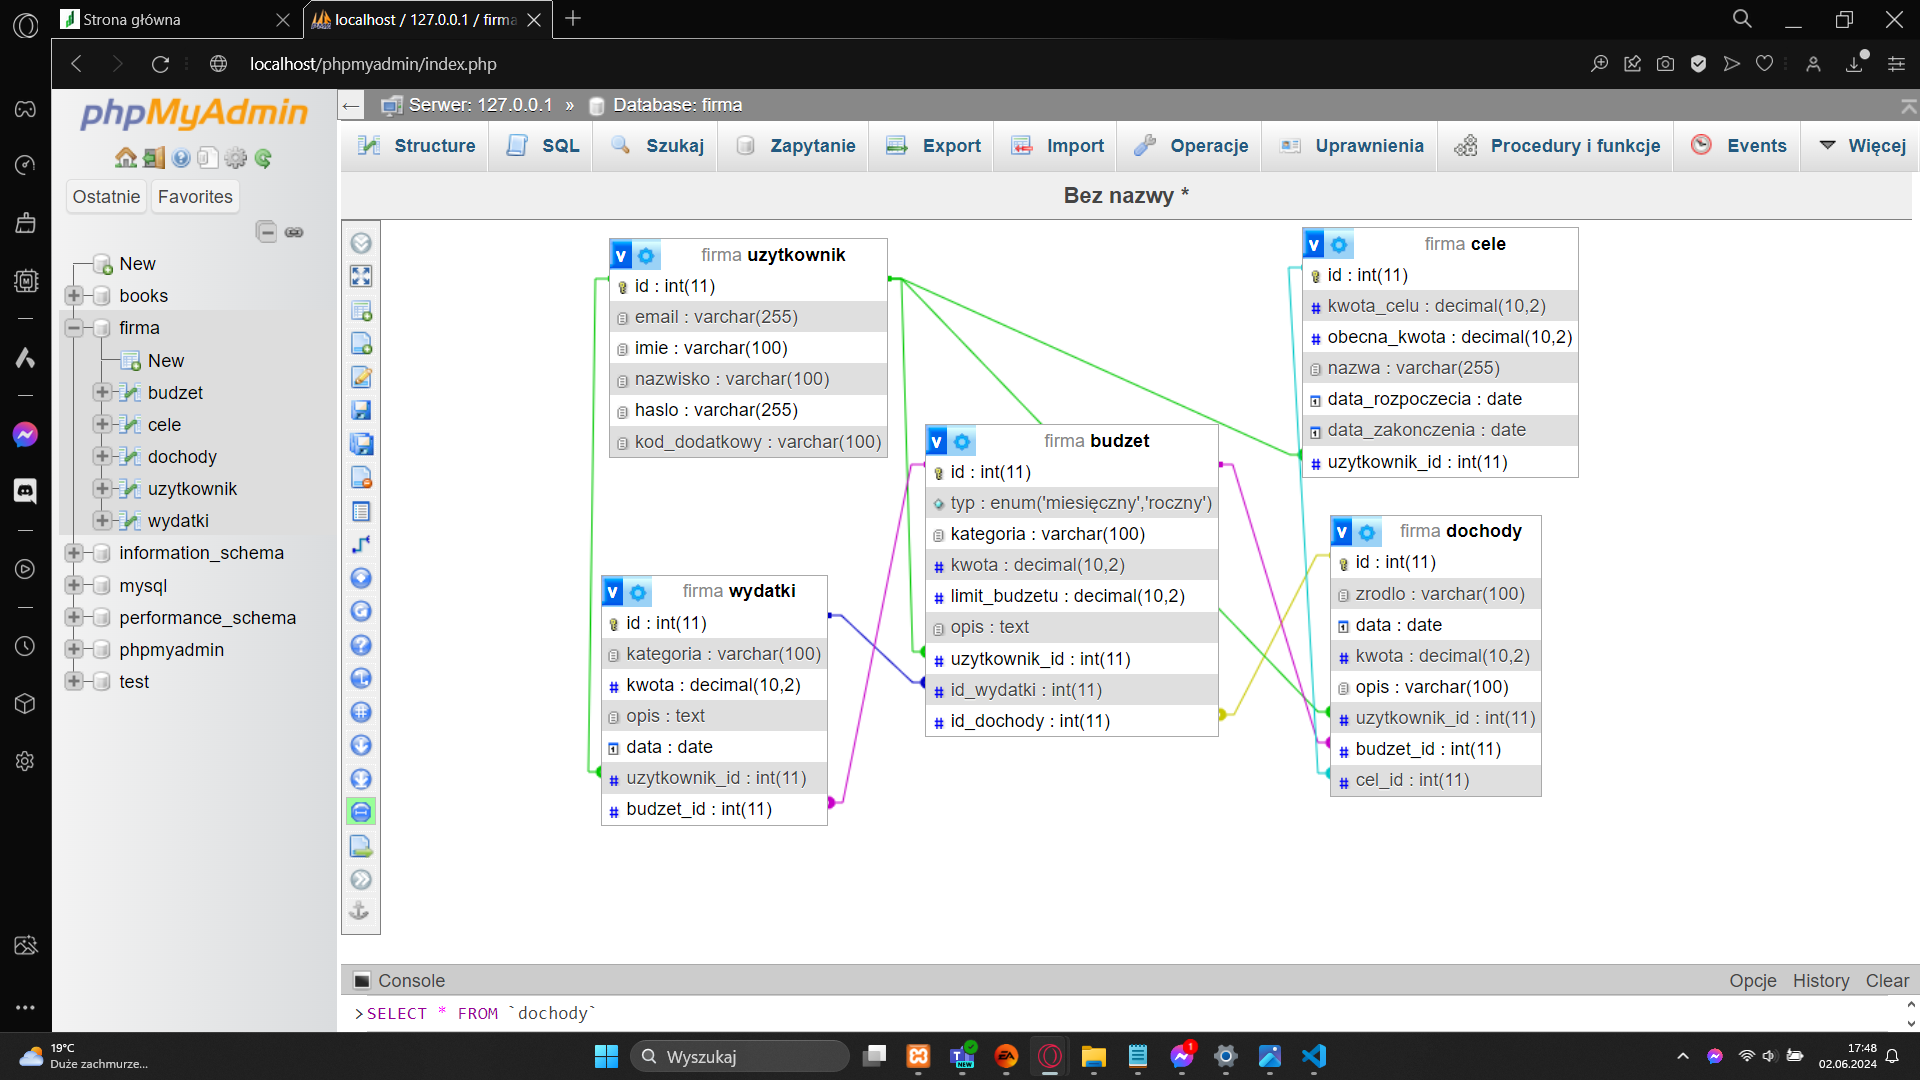 Strona główna
localhost / 127.0.0.1 / firma
localhost/phpmyadmin/index.php
phpMyAdmin
Ostatnie
Favorites
New
books
firma
New
budzet
cele
dochody
uzytkownik
wydatki
information_schema
mysql
performance_schema
phpmyadmin
test
Serwer: 127.0.0.1 » Database: firma
Structure
SQL
Szukaj
Zapytanie
Export
Import
Operacje
Uprawnienia
Procedury i funkcje
Events
Więcej
Bez nazwy *
v firma uzytkownik
id : int(11)
email : varchar(255)
imie : varchar(100)
nazwisko : varchar(100)
haslo : varchar(255)
kod_dodatkowy : varchar(100)
v firma wydatki
id : int(11)
kategoria : varchar(100)
# kwota : decimal(10,2)
opis : text
data : date
# uzytkownik_id : int(11)
# budzet_id : int(11)
v firma budzet
id : int(11)
typ : enum('miesięczny','roczny')
kategoria : varchar(100)
# kwota : decimal(10,2)
# limit_budzetu : decimal(10,2)
opis : text
# uzytkownik_id : int(11)
# id_wydatki : int(11)
# id_dochody : int(11)
v firma cele
id : int(11)
# kwota_celu : decimal(10,2)
# obecna_kwota : decimal(10,2)
nazwa : varchar(255)
data_rozpoczecia : date
data_zakonczenia : date
# uzytkownik_id : int(11)
v firma dochody
id : int(11)
zrodlo : varchar(100)
data : date
# kwota : decimal(10,2)
opis : varchar(100)
# uzytkownik_id : int(11)
# budzet_id : int(11)
# cel_id : int(11)
Console
Opcje
History
Clear
>SELECT * FROM `dochody`
19°C
Duże zachmurze...
Wyszukaj
NEW
EA
1
17:48
02.06.2024